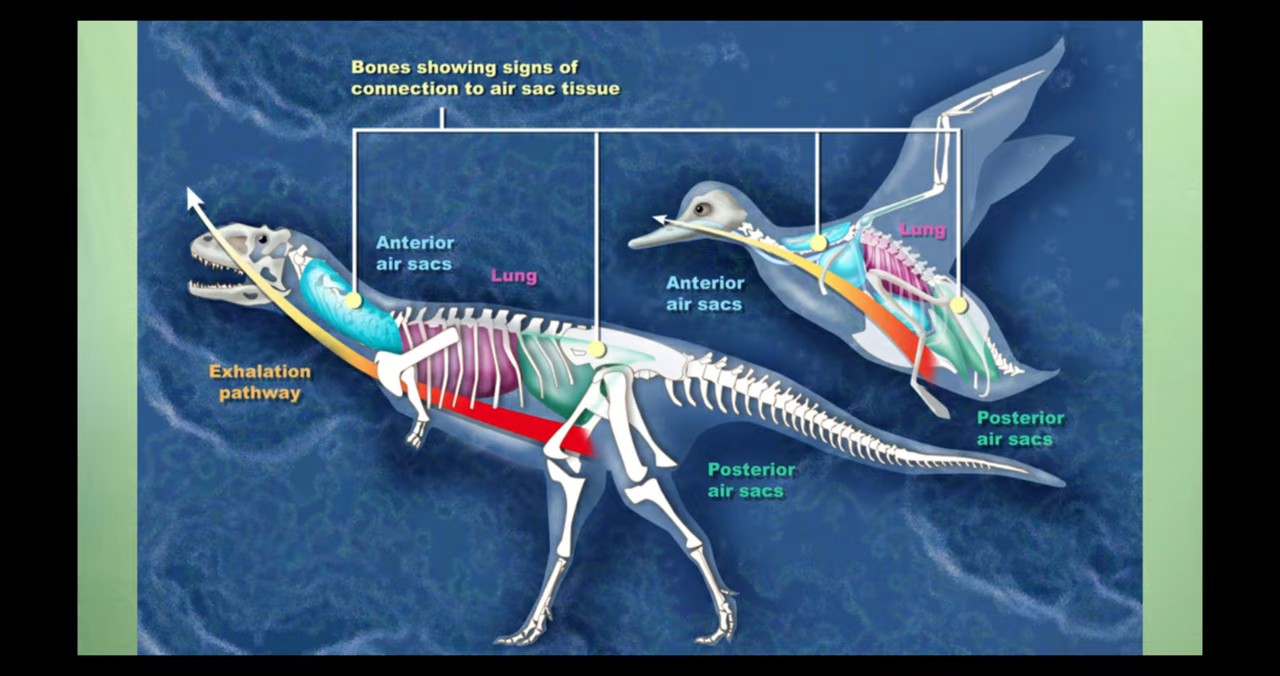 Bones showing signs of
connection to air sac tissue
Anterior
air sacs
Lung
Exhalation
pathway
Posterior
air sacs
Lung
Anterior
air sacs
Posterior
air sacs